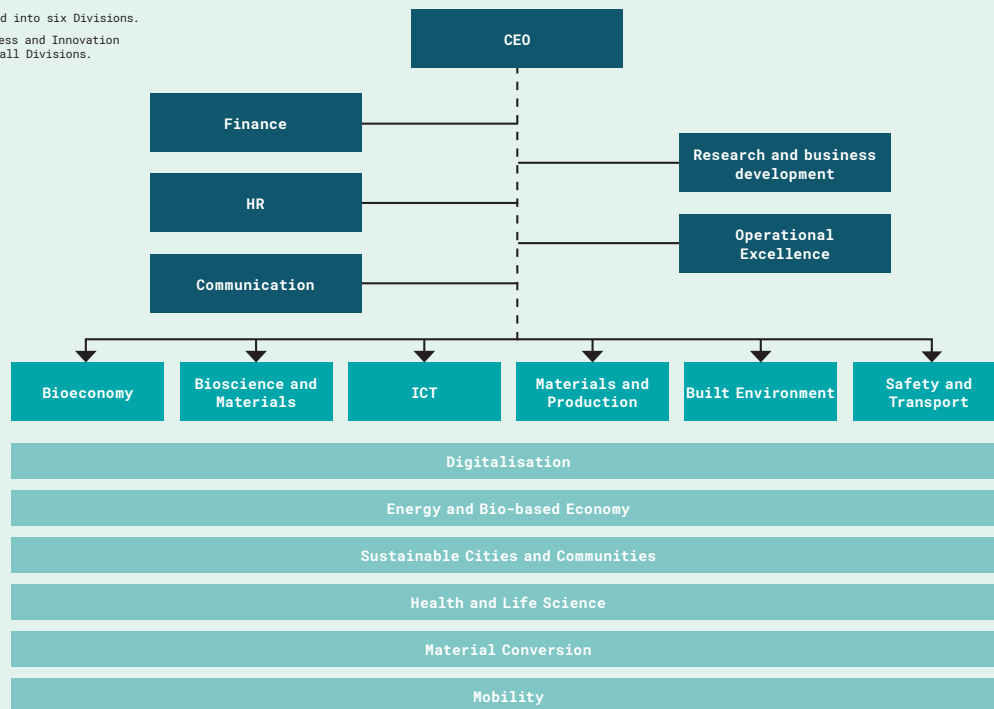 into six Divisions.
and Innovation
all Divisions.
CEO
Finance
Research and business
development
HR
Operational
Excellence
Communication
Bioeconomy
Bioscience and
Materials
ICT
Materials and
Production
Built Environment
Safety and
Transport
Digitalisation
Energy and Bio-based Economy
Sustainable Cities and Communities
Health and Life Science
Material Conversion
Mobility